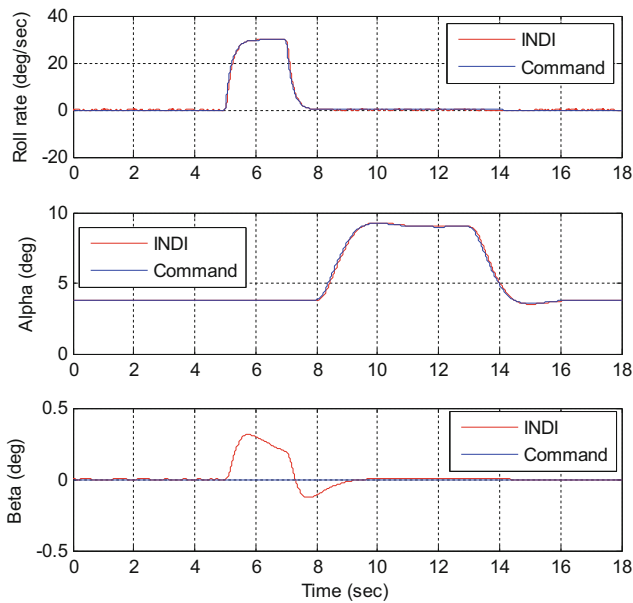 Roll rate (deg/sec)
40
20
0
-20
INDI
Command
0 2 4 6 8 10 12 14 16 18
Alpha (deg)
10
5
0
INDI
Command
0 2 4 6 8 10 12 14 16 18
Beta (deg)
0.5
0
-0.5
INDI
Command
0 2 4 6 8 10 12 14 16 18
Time (sec)